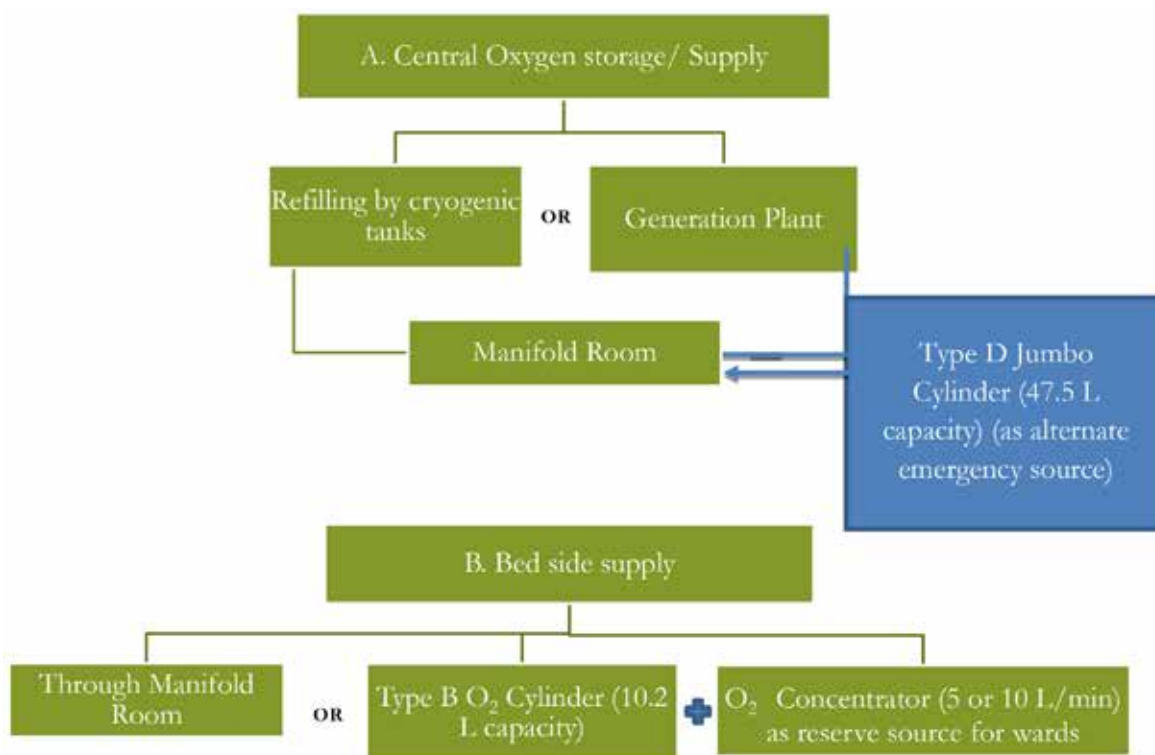 A. Central Oxygen storage/ Supply
Refilling by cryogenic
tanks
OR
Generation Plant
Manifold Room
Type D Jumbo
Cylinder (47.5 L
capacity) (as alternate
emergency source)
B. Bed side supply
Through Manifold
Room
OR
Type B O₂ Cylinder (10.2
L capacity)
O₂ Concentrator (5 or 10 L/min)
as reserve source for wards